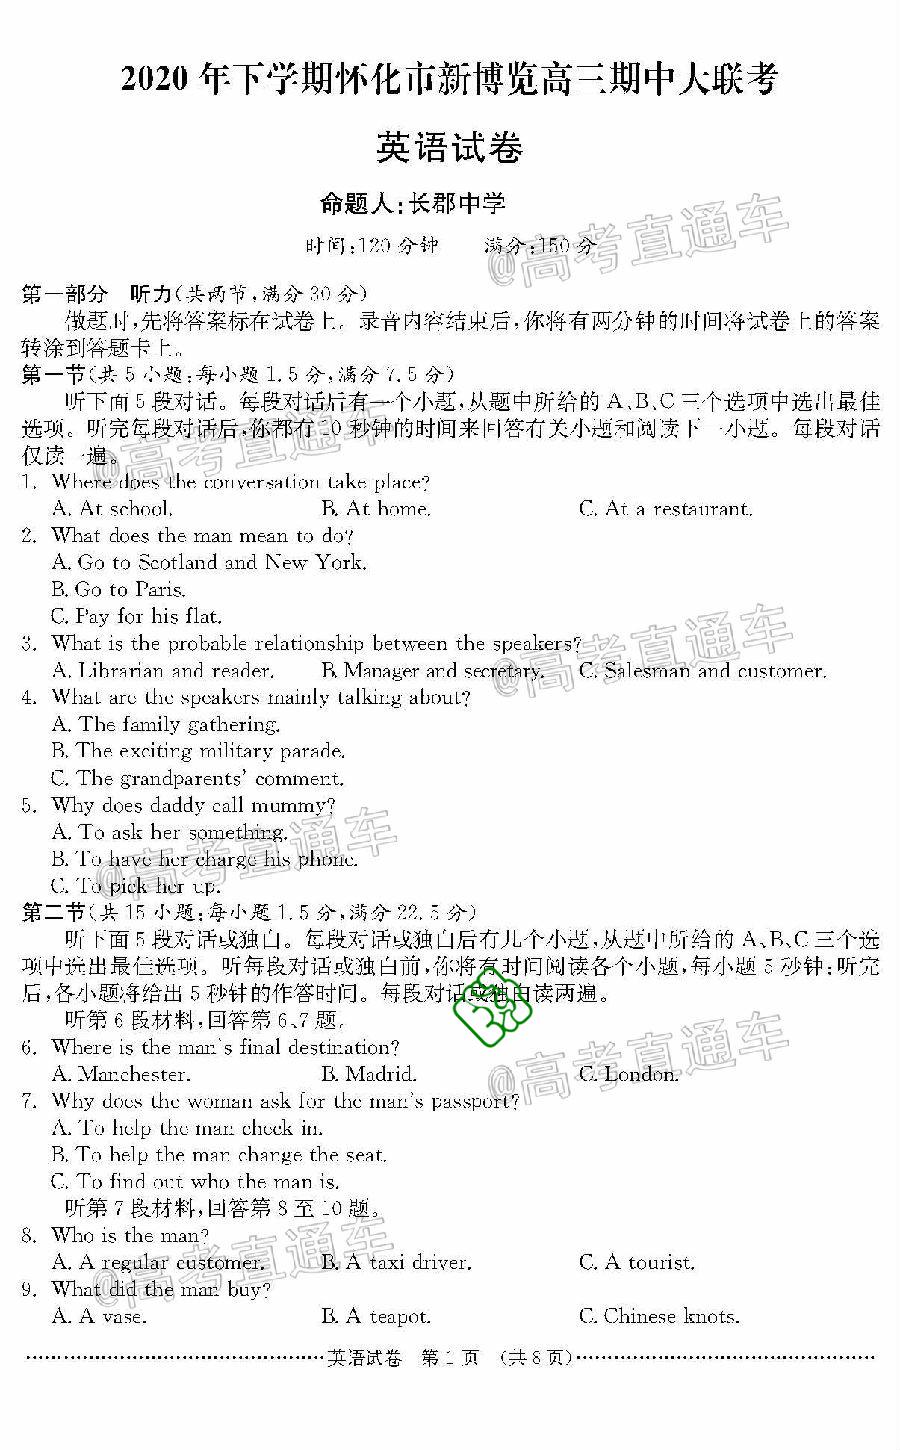 2020 年下学期怀化市新博览高三期中大联考
英语试卷
命题人:长郡中学
时间:120 分钟 满分:150 分
@高考直通车
第一部分 听力(共两节,满分 30 分)
做题时,先将答案标在试卷上。录音内容结束后,你将有两分钟的时间将试卷上的答案
转涂到答题卡上。
第一节(共 5 小题;每小题 1.5 分,满分 7.5 分)
听下面 5 段对话。每段对话后有一个小题,从题中所给的 A、B、C 三个选项中选出最佳
选项。听完每段对话后,你都有 10 秒钟的时间来回答有关小题和阅读下一小题。每段对话
仅读一遍。
@高考直通车
1. Where does the conversation take place?
A. At school. B. At home. C. At a restaurant.
2. What does the man mean to do?
A. Go to Scotland and New York.
B. Go to Paris.
C. Pay for his flat.
3. What is the probable relationship between the speakers?
A. Librarian and reader. B. Manager and secretary. C. Salesman and customer.
@高考直通车
4. What are the speakers mainly talking about?
A. The family gathering.
B. The exciting military parade.
C. The grandparents' comment.
5. Why does daddy call mummy?
A. To ask her something.
B. To have her charge his phone.
C. To pick her up.
@高考直通车
第二节(共 15 小题;每小题 1.5 分,满分 22.5 分)
听下面 5 段对话或独白。每段对话或独白后有几个小题,从题中所给的 A、B、C 三个选
项中选出最佳选项。听每段对话或独白前,你将有时间阅读各个小题,每小题 5 秒钟;听完
后,各小题将给出 5 秒钟的作答时间。每段对话或独白读两遍。
听第 6 段材料,回答第 6、7 题。
6. Where is the man's final destination?
A. Manchester. B. Madrid. C. London.
@高考直通车
7. Why does the woman ask for the man's passport?
A. To help the man check in.
B. To help the man change the seat.
C. To find out who the man is.
听第 7 段材料,回答第 8 至 10 题。
8. Who is the man?
A. A regular customer. B. A taxi driver. C. A tourist.
@高考直通车
9. What did the man buy?
A. A vase. B. A teapot. C. Chinese knots.
英语试卷 第 1 页 (共 8 页)